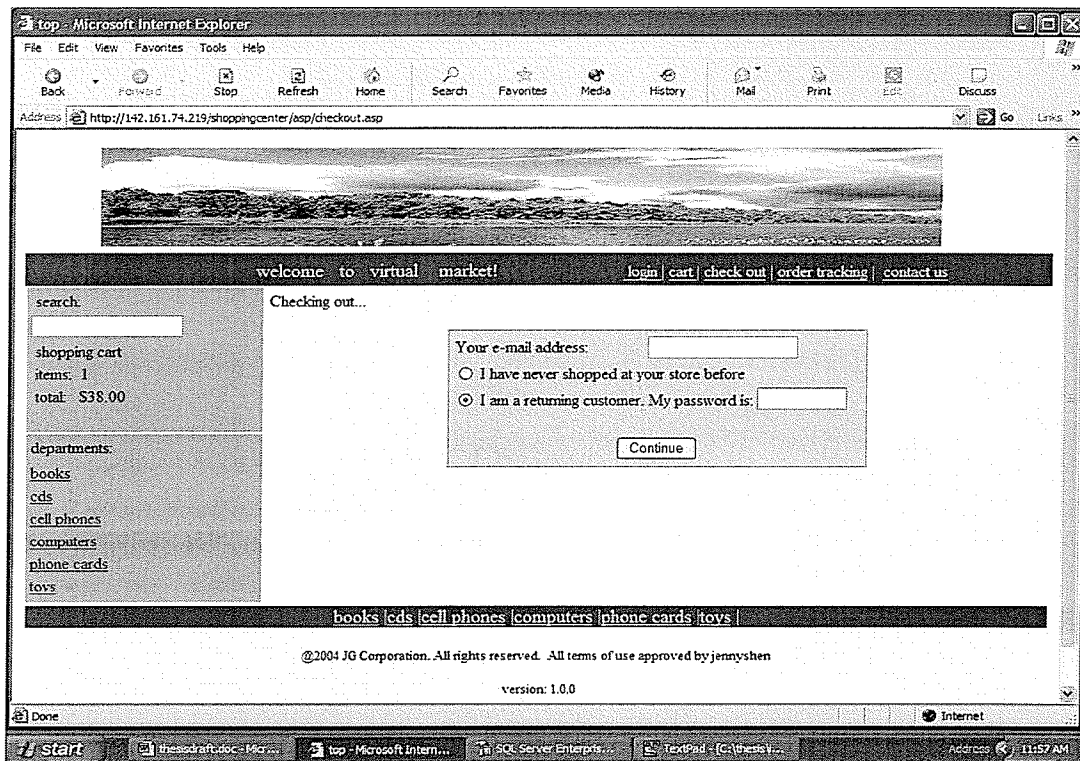 top - Microsoft Internet Explorer
File Edit View Favorites Tools Help
Back Forward Stop Refresh Home Search Favorites Media History Mail Print Edit Discuss
Address http://142.161.74.219/shoppingcenter/asp/checkout.asp Go Links
welcome to virtual market! login | cart | check out | order tracking | contact us
search:
Checking out...
Your e-mail address:
shopping cart
I have never shopped at your store before
items: 1
I am a returning customer. My password is:
total: $38.00
Continue
departments:
books
cds
cell phones
computers
phone cards
toys
books |cds |cell phones |computers |phone cards |toys |
@2004 JG Corporation. All rights reserved. All terms of use approved by jennyshen
version: 1.0.0
Done Internet
start thesisdraft.doc - Micr... top - Microsoft Intern... SQL Server Enterpris... TextPad - [C:\thesis\... Address 11:57 AM